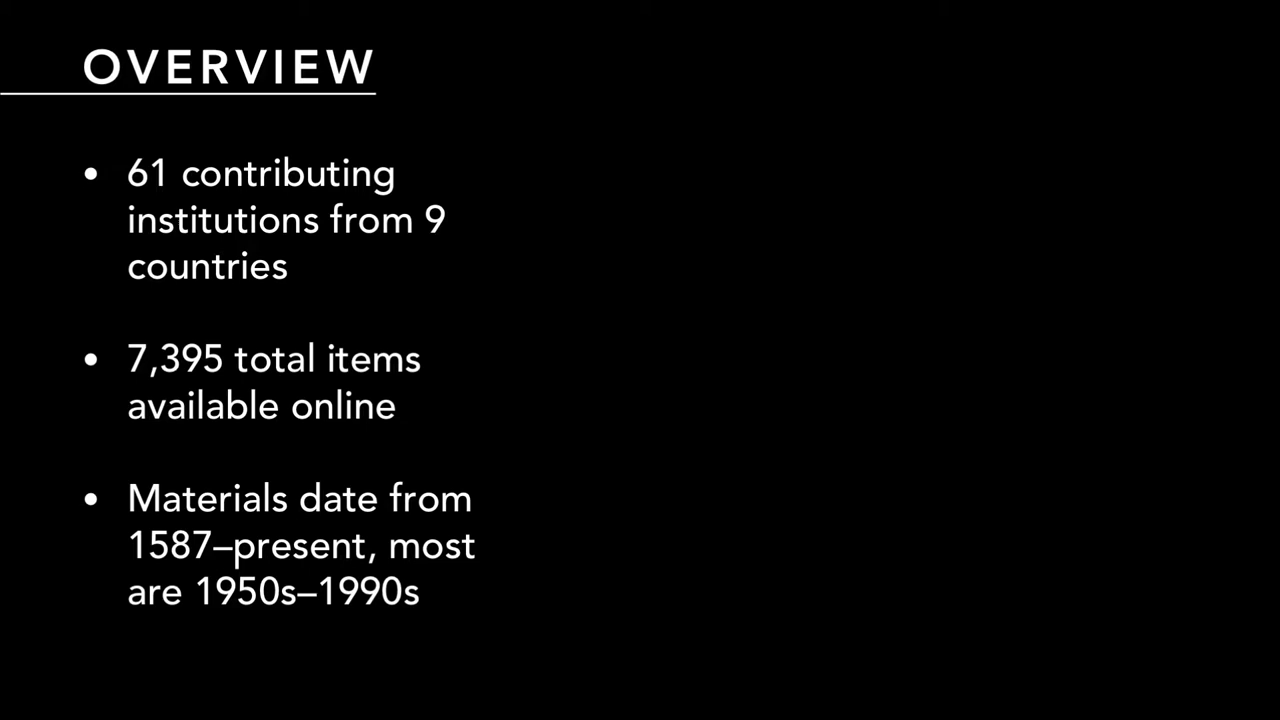 OVERVIEW
• 61 contributing
institutions from 9
countries
• 7,395 total items
available online
• Materials date from
1587–present, most
are 1950s–1990s